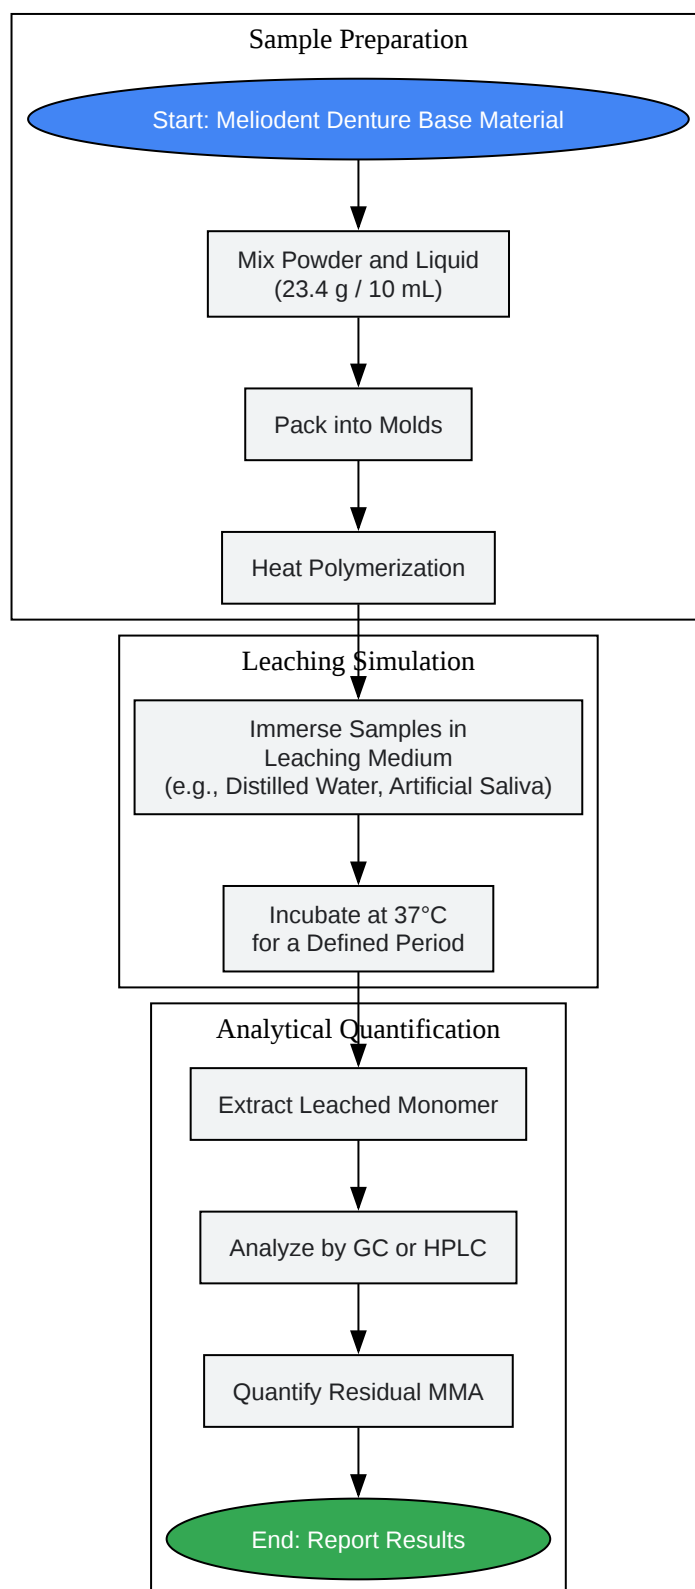 Sample Preparation
Start: Meliodent Denture Base Material
Mix Powder and Liquid
(23.4 g / 10 mL)
Pack into Molds
Heat Polymerization
Leaching Simulation
Immerse Samples in
Leaching Medium
(e.g., Distilled Water, Artificial Saliva)
Incubate at 37°C
for a Defined Period
Analytical Quantification
Extract Leached Monomer
Analyze by GC or HPLC
Quantify Residual MMA
End: Report Results